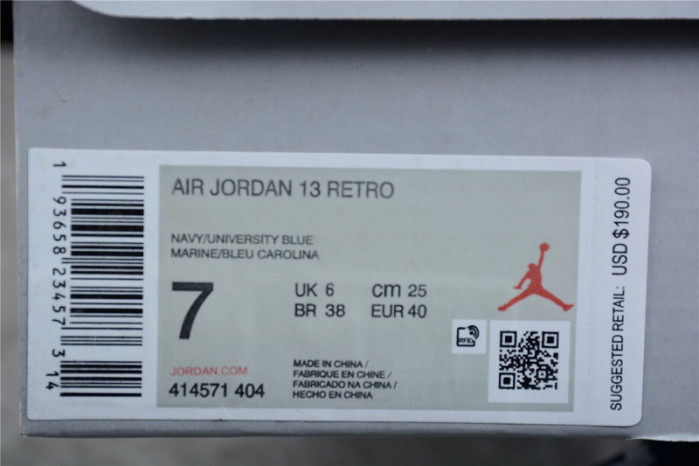 AIR JORDAN 13 RETRO
NAVY/UNIVERSITY BLUE
MARINE/BLEU CAROLINA
7
UK 6 cm 25
BR 38 EUR 40
JORDAN.COM
414571 404
MADE IN CHINA /
FABRIQUE EN CHINE /
FABRICADO NA CHINA /
HECHO EN CHINA
RFID
1 93658 23457 3 14
SUGGESTED RETAIL: USD $190.00